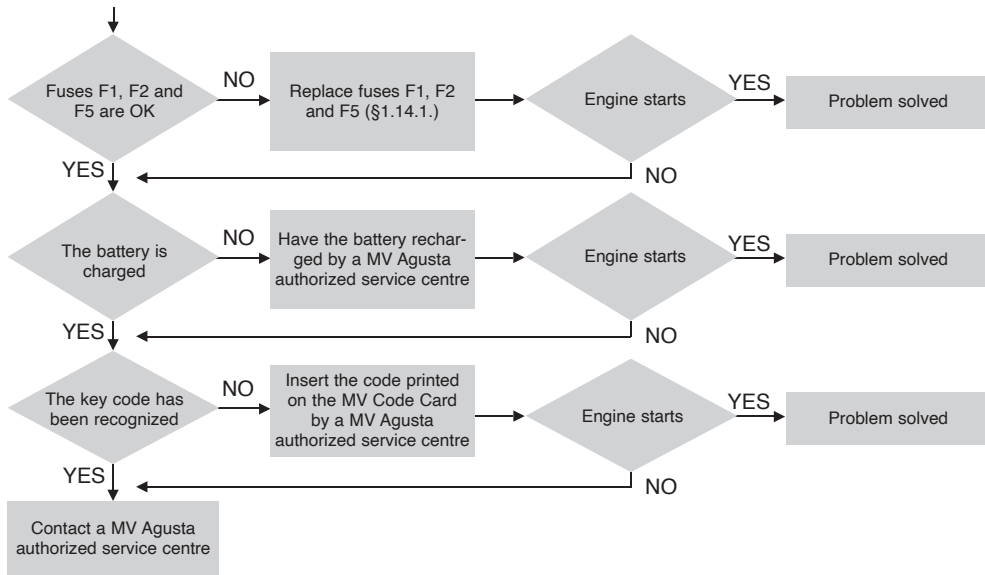 Fuses F1, F2 and
F5 are OK
NO
Replace fuses F1, F2
and F5 (§1.14.1.)
Engine starts
YES
Problem solved
YES
NO
The battery is
charged
NO
Have the battery rechar-
ged by a MV Agusta
authorized service centre
Engine starts
YES
Problem solved
YES
NO
The key code has
been recognized
NO
Insert the code printed
on the MV Code Card
by a MV Agusta
authorized service centre
Engine starts
YES
Problem solved
YES
NO
Contact a MV Agusta
authorized service centre